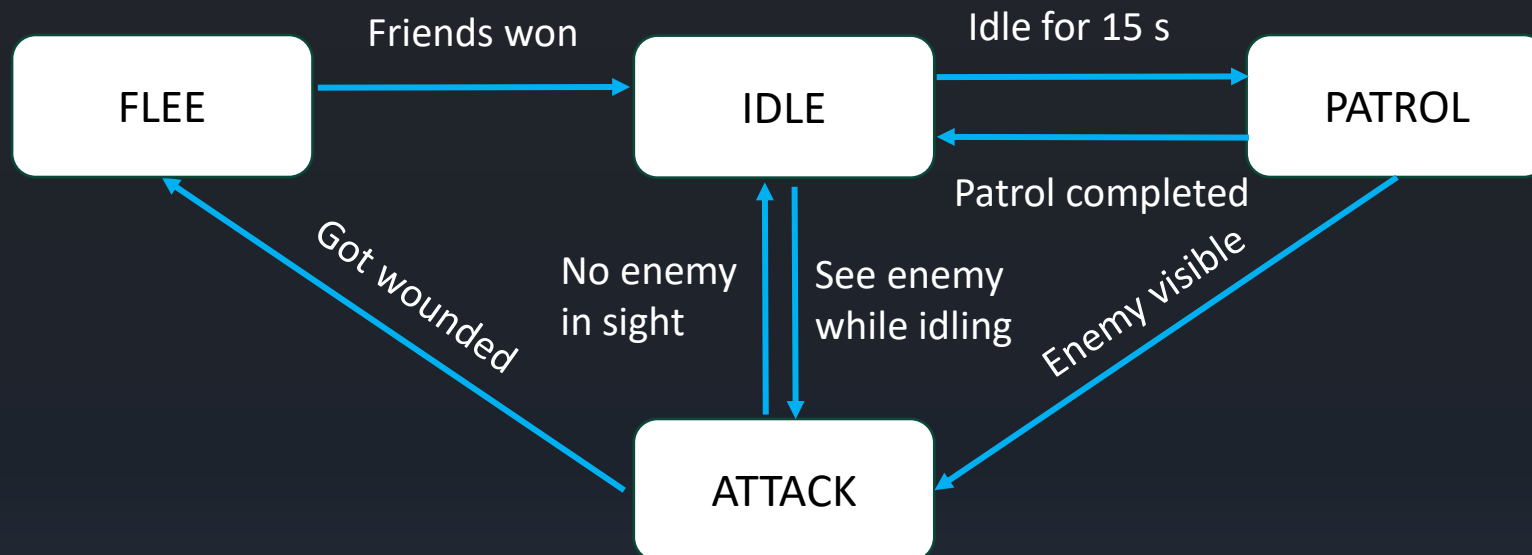 Friends won
Idle for 15 s
FLEE
IDLE
PATROL
Patrol completed
Got wounded
No enemy
in sight
See enemy
while idling
Enemy visible
ATTACK